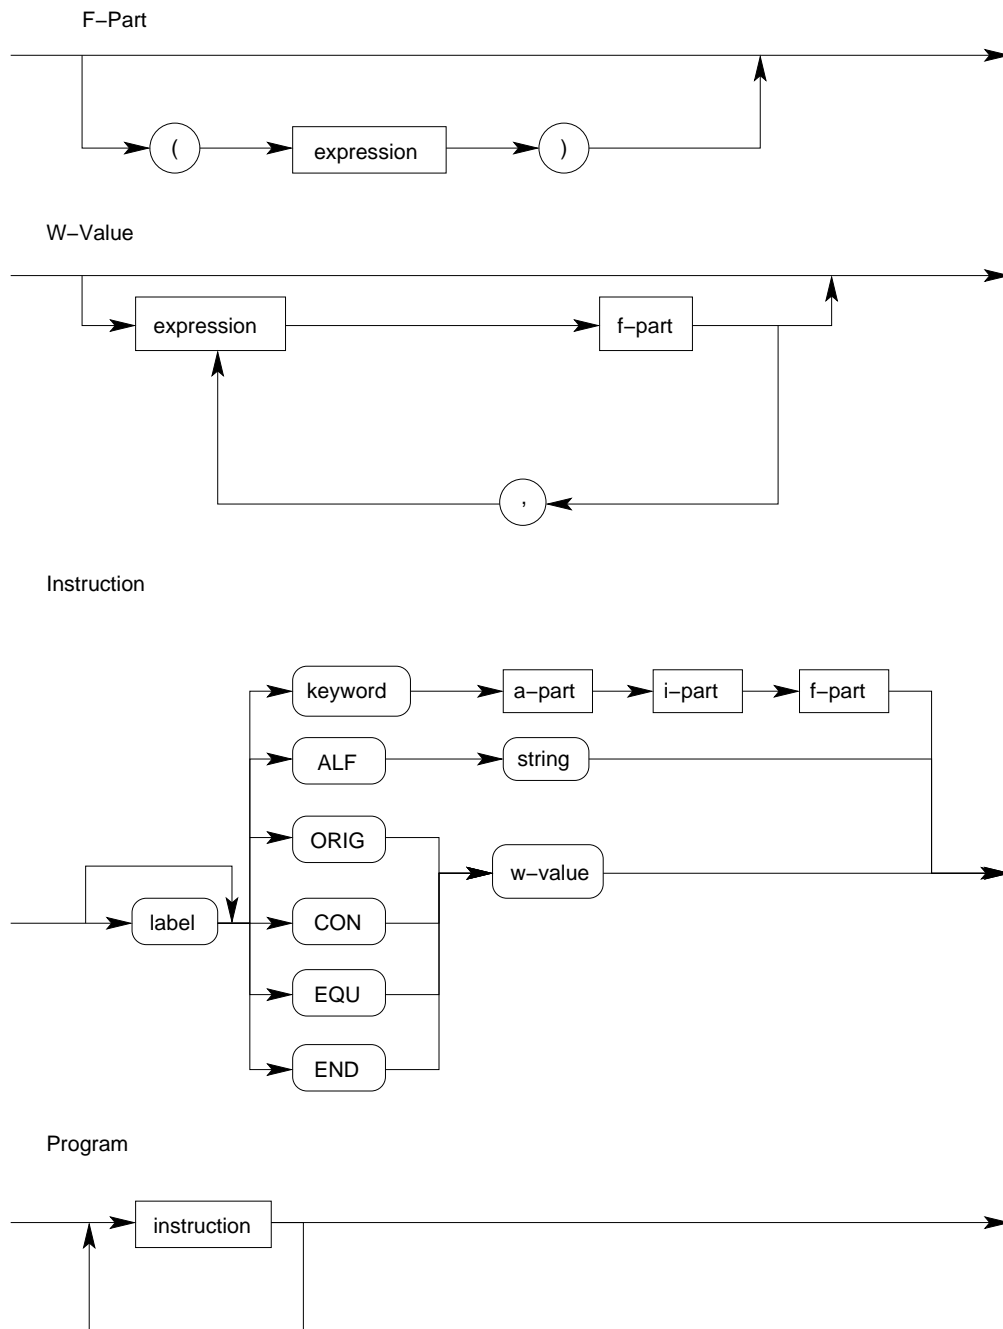 F–Part
( expression )
W–Value
expression f–part
,
Instruction
keyword a–part i–part f–part
ALF string
ORIG
w–value
label CON
EQU
END
Program
instruction